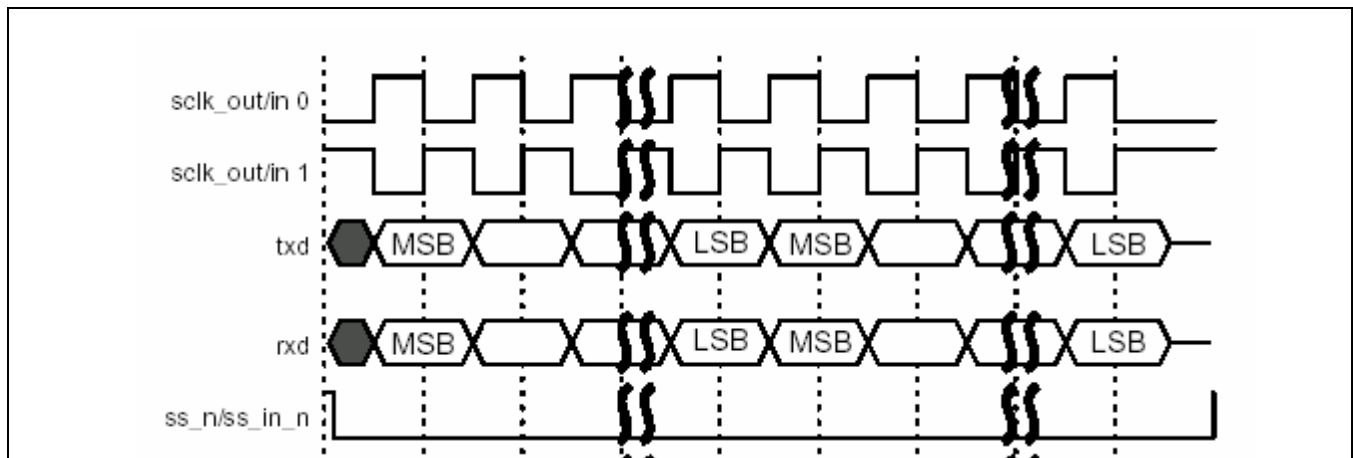 sclk_out/in 0
sclk_out/in 1
txd MSB LSB MSB LSB
rxd MSB LSB MSB LSB
ss_n/ss_in_n